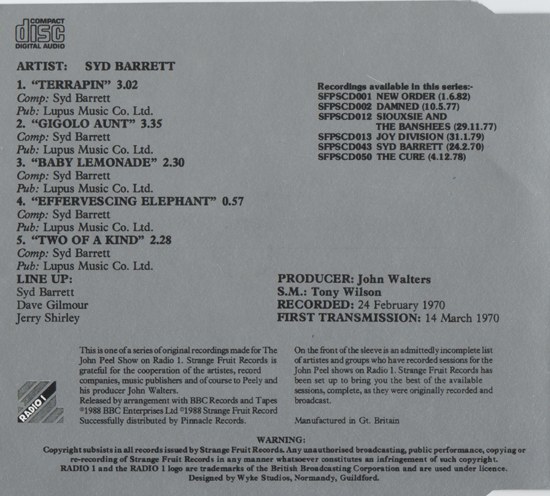 COMPACT
disc
DIGITAL AUDIO
ARTIST: SYD BARRETT
1. “TERRAPIN” 3.02
Comp: Syd Barrett
Pub: Lupus Music Co. Ltd.
2. “GIGOLO AUNT” 3.35
Comp: Syd Barrett
Pub: Lupus Music Co. Ltd.
3. “BABY LEMONADE” 2.30
Comp: Syd Barrett
Pub: Lupus Music Co. Ltd.
4. “EFFERVESCING ELEPHANT” 0.57
Comp: Syd Barrett
Pub: Lupus Music Co. Ltd.
5. “TWO OF A KIND” 2.28
Comp: Syd Barrett
Pub: Lupus Music Co. Ltd.
LINE UP:
Syd Barrett
Dave Gilmour
Jerry Shirley
Recordings available in this series:-
SFPSCD001 NEW ORDER (1.6.82)
SFPSCD002 DAMNED (10.5.77)
SFPSCD012 SIOUXSIE AND
THE BANSHEES (29.11.77)
SFPSCD013 JOY DIVISION (31.1.79)
SFPSCD043 SYD BARRETT (24.2.70)
SFPSCD050 THE CURE (4.12.78)
PRODUCER: John Walters
S.M.: Tony Wilson
RECORDED: 24 February 1970
FIRST TRANSMISSION: 14 March 1970
RADIO 1
This is one of a series of original recordings made for The
John Peel Show on Radio 1. Strange Fruit Records is
grateful for the cooperation of the artistes, record
companies, music publishers and of course to Peely and
his producer John Walters.
Released by arrangement with BBC Records and Tapes
℗1988 BBC Enterprises Ltd ©1988 Strange Fruit Record
Successfully distributed by Pinnacle Records.
On the front of the sleeve is an admittedly incomplete list
of artistes and groups who have recorded sessions for the
John Peel shows on Radio 1. Strange Fruit Records has
been set up to bring you the best of the available
sessions, complete, as they were originally recorded and
broadcast.
Manufactured in Gt. Britain
WARNING:
Copyright subsists in all records issued by Strange Fruit Records. Any unauthorised broadcasting, public performance, copying or
re-recording of Strange Fruit Records in any manner whatsoever constitutes an infringement of such copyright.
RADIO 1 and the RADIO 1 logo are trademarks of the British Broadcasting Corporation and are used under licence.
Designed by Wyke Studios, Normandy, Guildford.